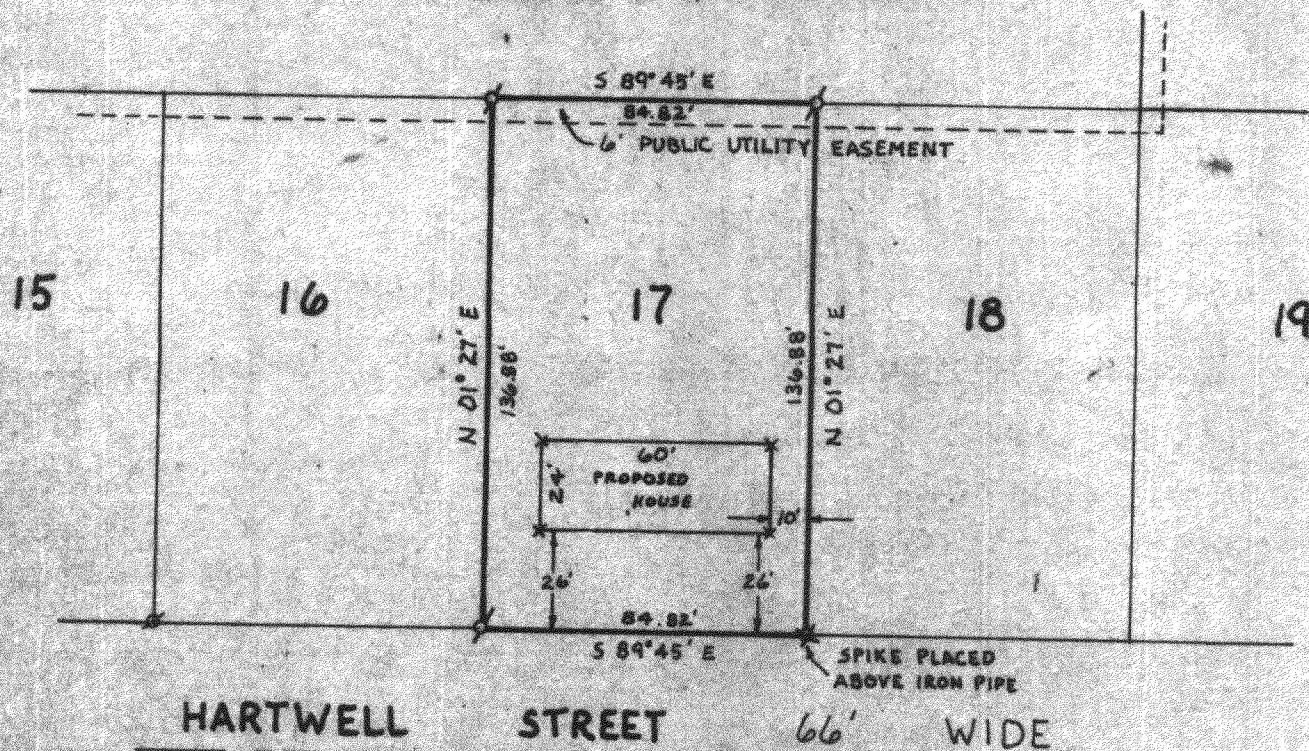 S 89° 45' E
84.82'
6' PUBLIC UTILITY EASEMENT
15
16
17
18
19
N 01° 27' E
136.88'
136.88'
N 01° 27' E
60'
24'
PROPOSED
HOUSE
10'
26'
26'
84.82'
S 89°45' E
SPIKE PLACED
ABOVE IRON PIPE
HARTWELL STREET 66' WIDE